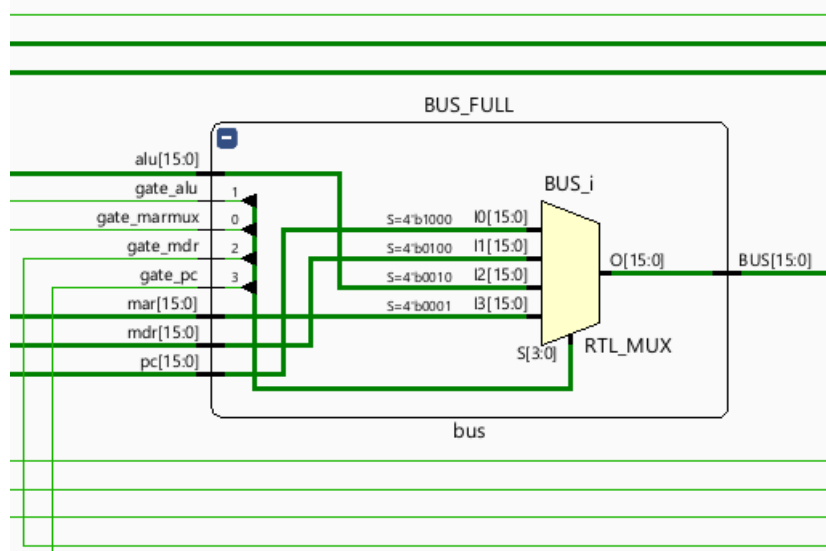 BUS_FULL
alu[15:0]
gate_alu
1
gate_marmux
0
gate_mdr
2
gate_pc
3
mar[15:0]
mdr[15:0]
pc[15:0]
BUS_i
S=4'b1000 I0[15:0]
S=4'b0100 I1[15:0]
S=4'b0010 I2[15:0]
S=4'b0001 I3[15:0]
O[15:0]
BUS[15:0]
S[3:0]
RTL_MUX
bus